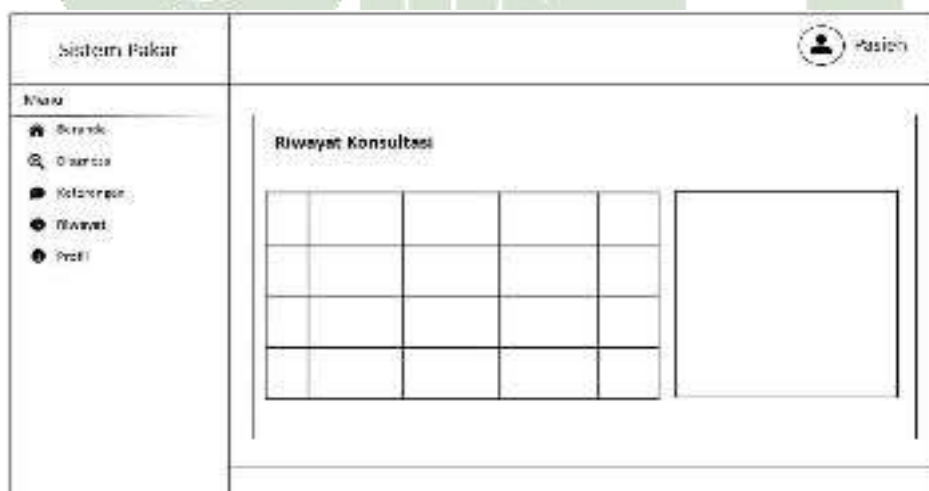 Sistem Pakar
Pasien
Menu
Beranda
Diagnosa
Keterangan
Riwayat
Profil
Riwayat Konsultasi